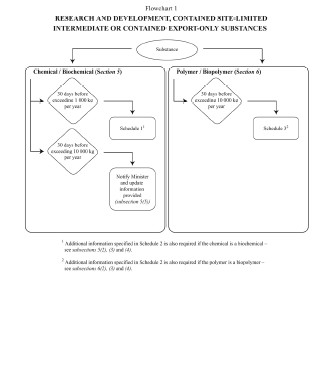 Flowchart 1
RESEARCH AND DEVELOPMENT, CONTAINED SITE-LIMITED
INTERMEDIATE OR CONTAINED EXPORT-ONLY SUBSTANCES
Substance
Chemical / Biochemical (Section 5)
30 days before
exceeding 1 000 kg
per year
Schedule 1¹
30 days before
exceeding 10 000 kg
per year
Notify Minister
and update
information
provided
(subsection 5(5))
Polymer / Biopolymer (Section 6)
30 days before
exceeding 10 000 kg
per year
Schedule 3²
¹ Additional information specified in Schedule 2 is also required if the chemical is a biochemical –
see subsections 5(2), (3) and (4).
² Additional information specified in Schedule 2 is also required if the polymer is a biopolymer –
see subsections 6(2), (3) and (4).